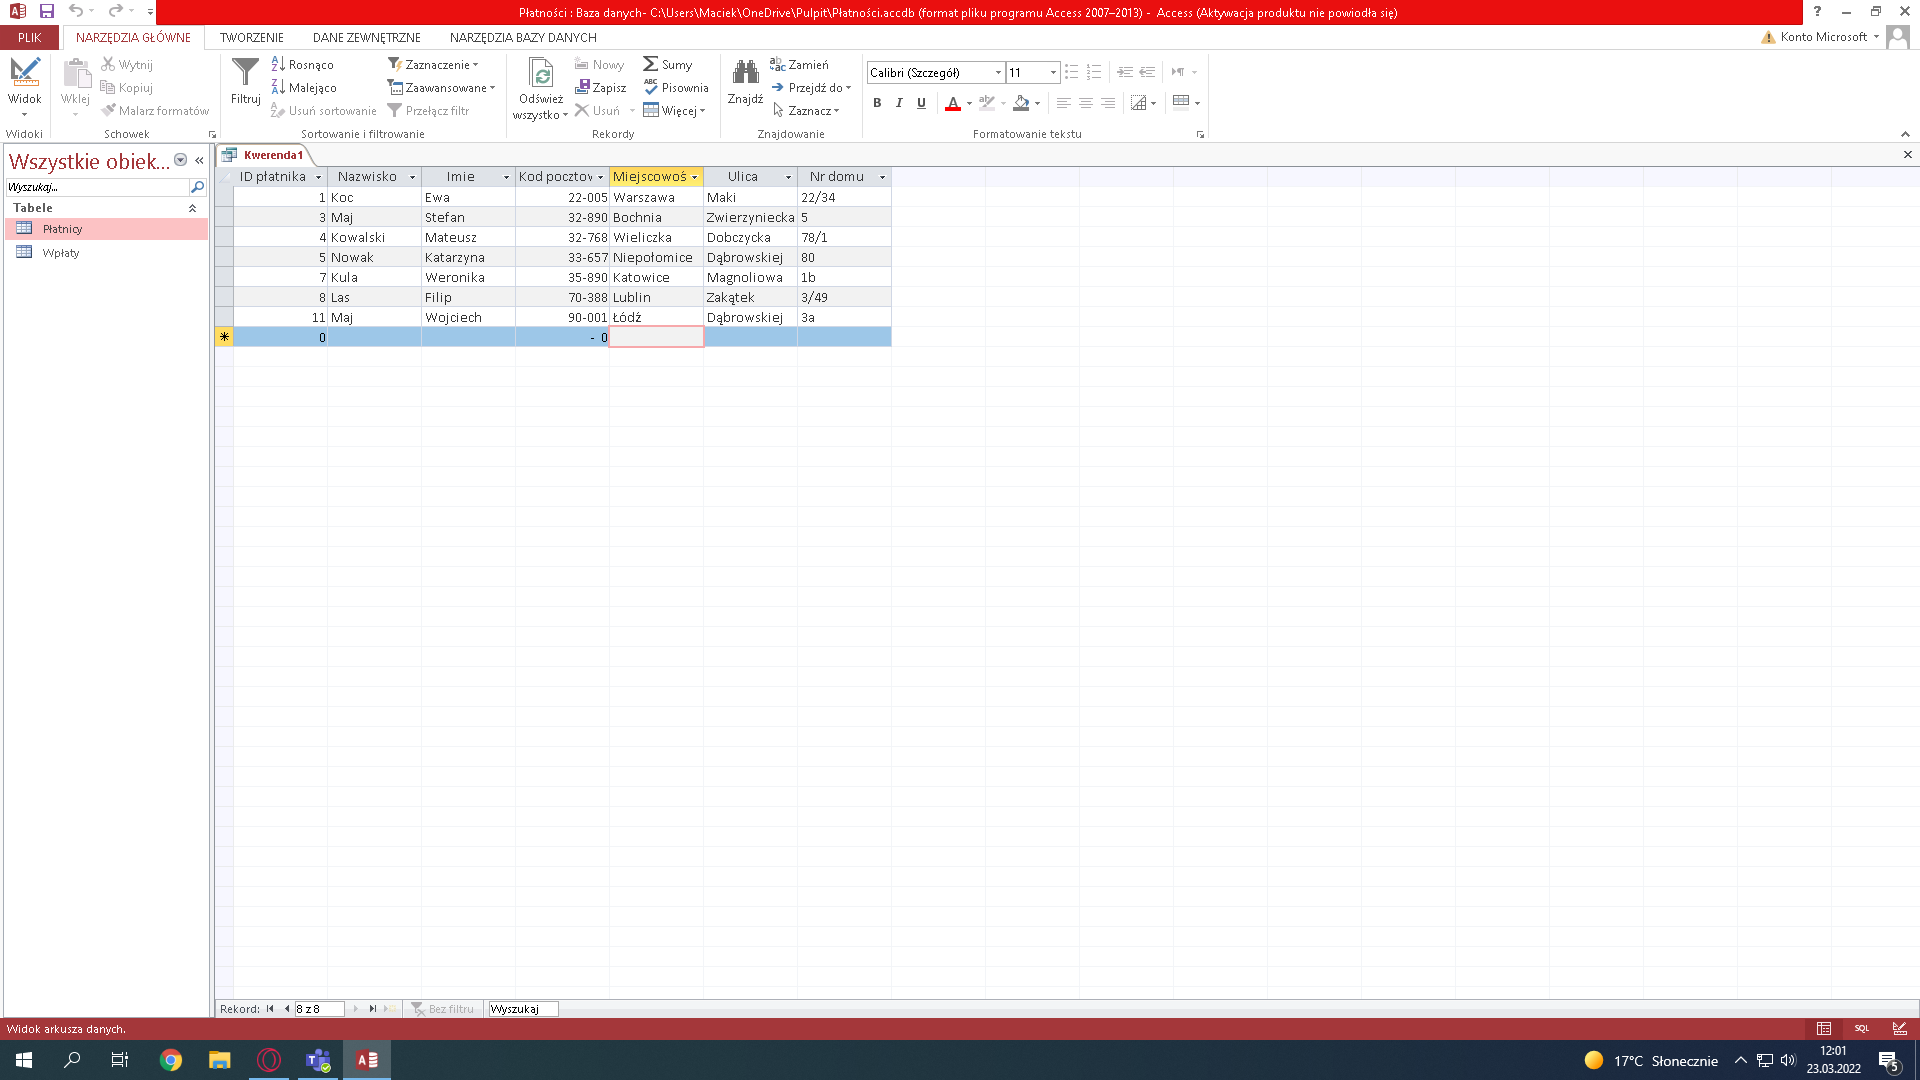 Płatności : Baza danych- C:\Users\Maciek\OneDrive\Pulpit\Płatności.accdb (format pliku programu Access 2007–2013) - Access (Aktywacja produktu nie powiodła się)
PLIK NARZĘDZIA GŁÓWNE TWORZENIE DANE ZEWNĘTRZNE NARZĘDZIA BAZY DANYCH Konto Microsoft
Widok
Widoki
Wklej
Wytnij
Kopiuj
Malarz formatów
Schowek
Filtruj
Rosnąco
Malejąco
Usuń sortowanie
Zaznaczenie
Zaawansowane
Przełącz filtr
Sortowanie i filtrowanie
Odśwież
wszystko
Nowy
Zapisz
Usuń
Sumy
Pisownia
Więcej
Rekordy
Znajdź
Zamień
Przejdź do
Zaznacz
Znajdowanie
Calibri (Szczegół) 11
B I U
Formatowanie tekstu
Wszystkie obiek...
Wyszukaj...
Tabele
Płatnicy
Wpłaty
Kwerenda1
ID płatnika Nazwisko Imie Kod pocztov Miejscowoś Ulica Nr domu
1 Koc Ewa 22-005 Warszawa Maki 22/34
3 Maj Stefan 32-890 Bochnia Zwierzyniecka 5
4 Kowalski Mateusz 32-768 Wieliczka Dobczycka 78/1
5 Nowak Katarzyna 33-657 Niepołomice Dąbrowskiej 80
7 Kula Weronika 35-890 Katowice Magnoliowa 1b
8 Las Filip 70-388 Lublin Zakątek 3/49
11 Maj Wojciech 90-001 Łódź Dąbrowskiej 3a
0 - 0
Rekord: 8 z 8 Bez filtru Wyszukaj
Widok arkusza danych. SQL
17°C Słonecznie 12:01
23.03.2022
5